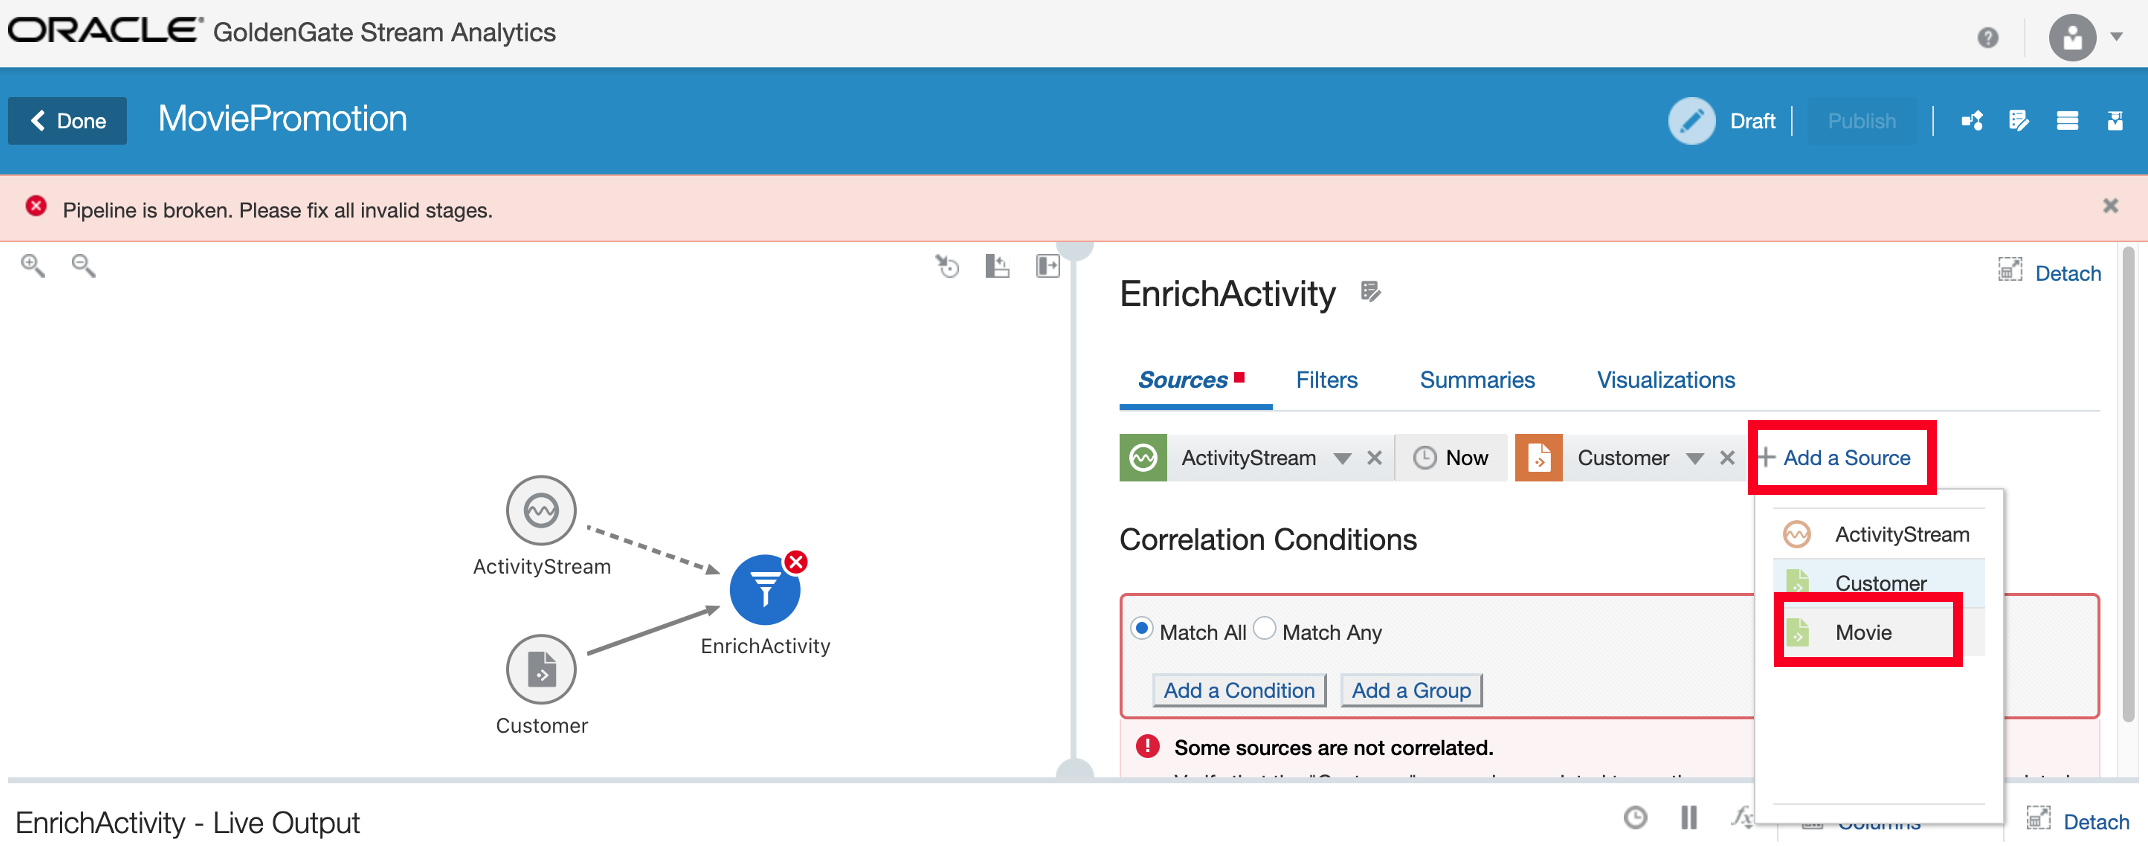 ORACLE GoldenGate Stream Analytics
Done MoviePromotion Draft Publish
Pipeline is broken. Please fix all invalid stages.
Detach
EnrichActivity
Sources Filters Summaries Visualizations
ActivityStream Now Customer + Add a Source
ActivityStream
Customer
Movie
Correlation Conditions
Match All Match Any
Add a Condition Add a Group
Some sources are not correlated.
ActivityStream
EnrichActivity
Customer
EnrichActivity - Live Output
Columns
Detach